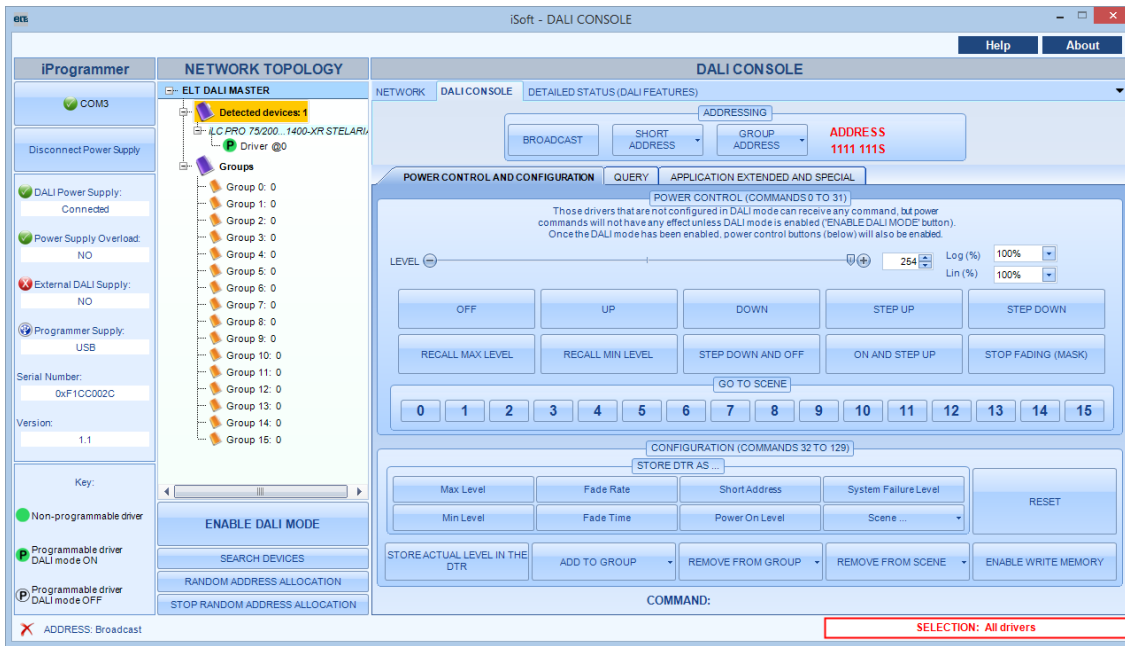 ELT
iSoft - DALI CONSOLE
Help
About
iProgrammer
COM3
Disconnect Power Supply
DALI Power Supply:
Connected
Power Supply Overload:
NO
External DALI Supply:
NO
Programmer Supply:
USB
Serial Number:
0xF1CC002C
Version:
1.1
Key:
Non-programmable driver
P Programmable driver
DALI mode ON
P Programmable driver
DALI mode OFF
NETWORK TOPOLOGY
ELT DALI MASTER
Detected devices: 1
ILC PRO 75/200...1400-XR STELARIA
P Driver @0
Groups
Group 0: 0
Group 1: 0
Group 2: 0
Group 3: 0
Group 4: 0
Group 5: 0
Group 6: 0
Group 7: 0
Group 8: 0
Group 9: 0
Group 10: 0
Group 11: 0
Group 12: 0
Group 13: 0
Group 14: 0
Group 15: 0
ENABLE DALI MODE
SEARCH DEVICES
RANDOM ADDRESS ALLOCATION
STOP RANDOM ADDRESS ALLOCATION
DALI CONSOLE
NETWORK DALI CONSOLE DETAILED STATUS (DALI FEATURES)
ADDRESSING
BROADCAST
SHORT
ADDRESS
GROUP
ADDRESS
ADDRESS
1111 111S
POWER CONTROL AND CONFIGURATION QUERY APPLICATION EXTENDED AND SPECIAL
POWER CONTROL (COMMANDS 0 TO 31)
Those drivers that are not configured in DALI mode can receive any command, but power
commands will not have any effect unless DALI mode is enabled ('ENABLE DALI MODE' button).
Once the DALI mode has been enabled, power control buttons (below) will also be enabled.
LEVEL 254 Log (%) 100%
Lin (%) 100%
OFF UP DOWN STEP UP STEP DOWN
RECALL MAX LEVEL RECALL MIN LEVEL STEP DOWN AND OFF ON AND STEP UP STOP FADING (MASK)
GO TO SCENE
0 1 2 3 4 5 6 7 8 9 10 11 12 13 14 15
CONFIGURATION (COMMANDS 32 TO 129)
STORE DTR AS ...
Max Level Fade Rate Short Address System Failure Level
Min Level Fade Time Power On Level Scene ...
RESET
STORE ACTUAL LEVEL IN THE
DTR
ADD TO GROUP REMOVE FROM GROUP REMOVE FROM SCENE ENABLE WRITE MEMORY
COMMAND:
ADDRESS: Broadcast
SELECTION: All drivers